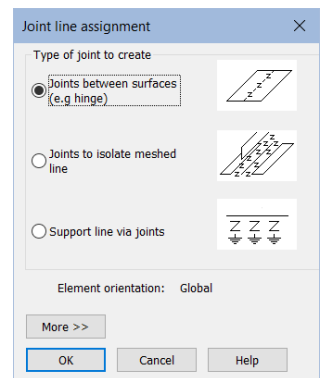 Joint line assignment
Type of joint to create
Joints between surfaces
(e.g hinge)
Joints to isolate meshed
line
Support line via joints
Element orientation: Global
More >>
OK Cancel Help